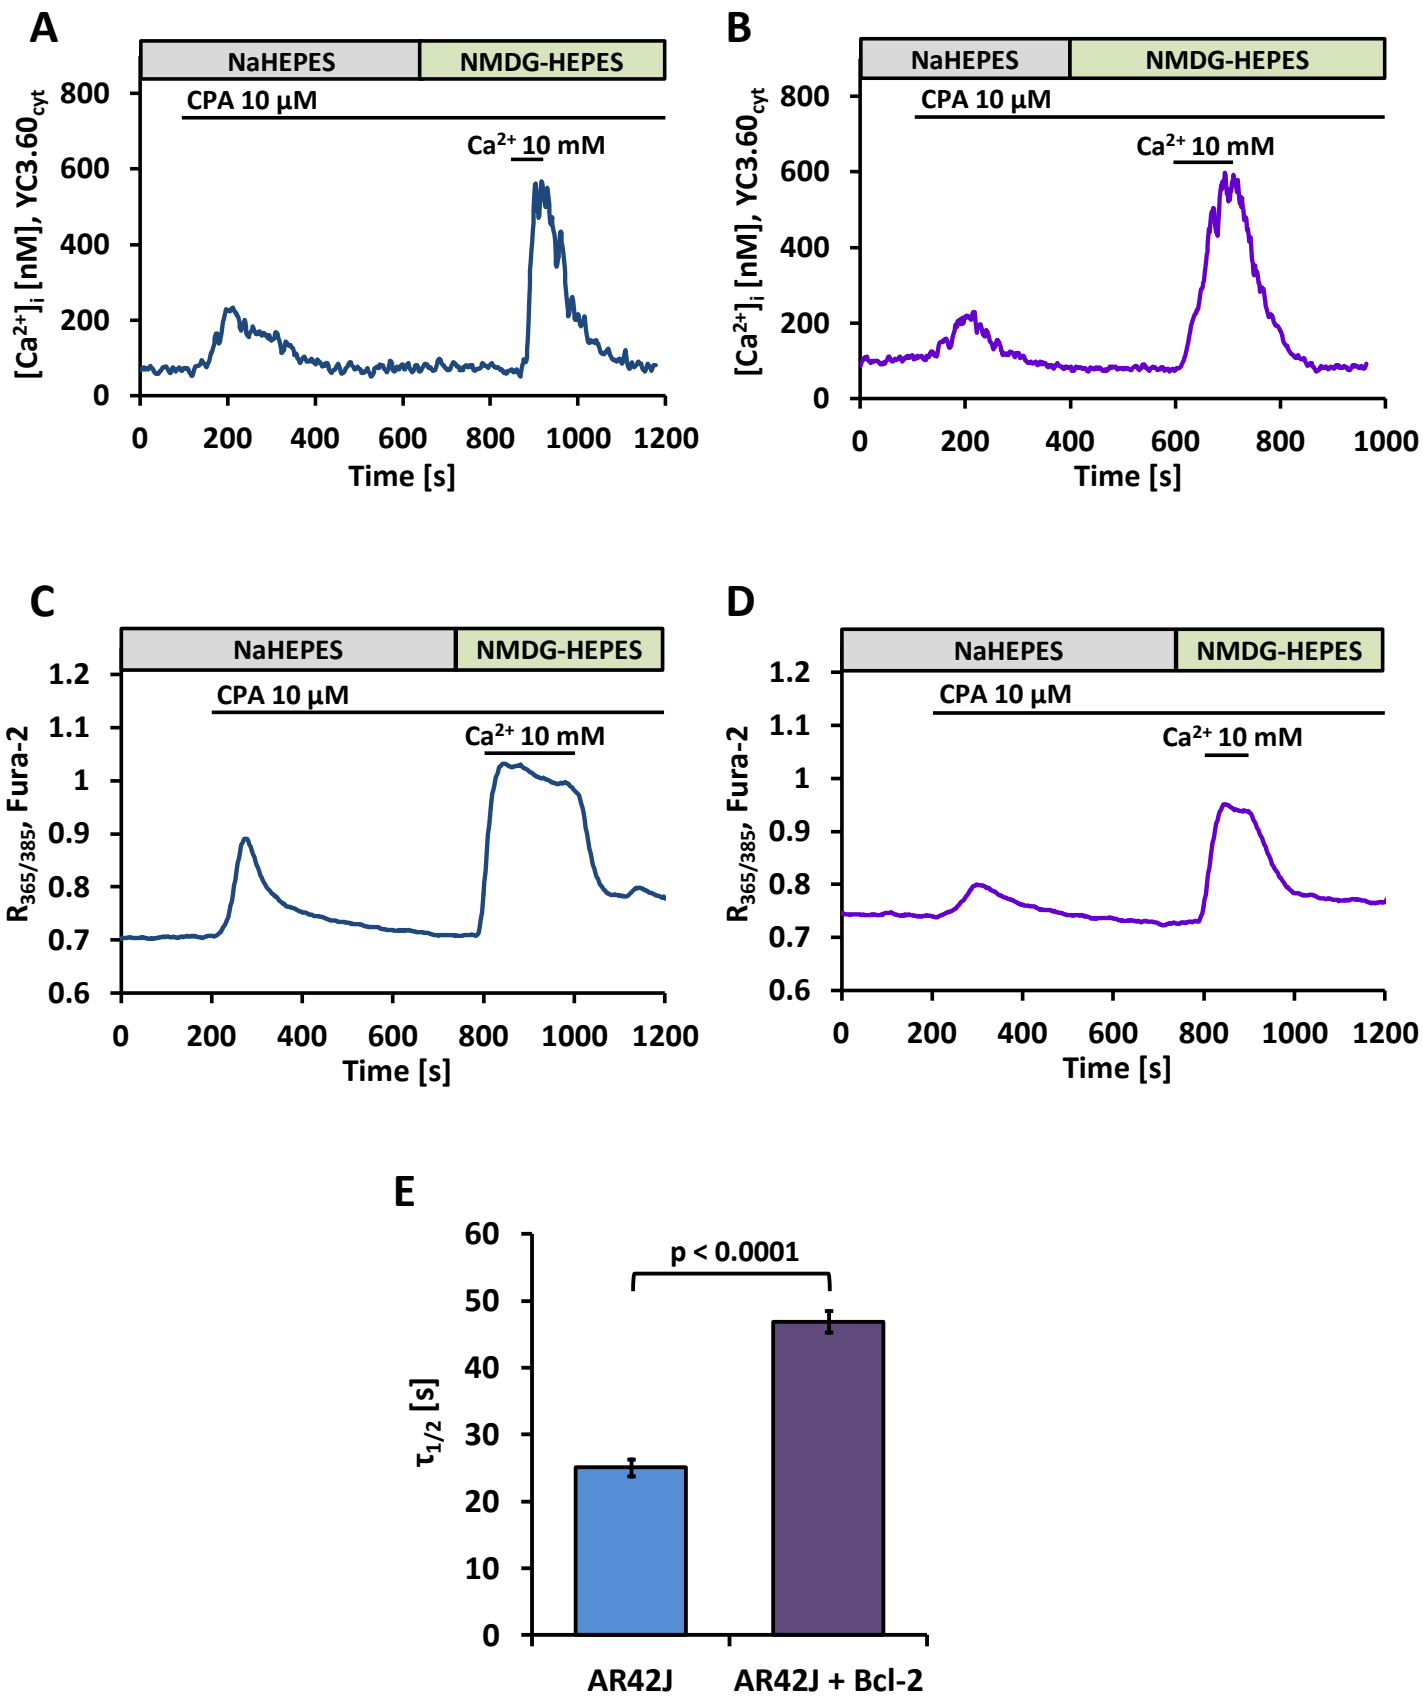 A
NaHEPES NMDG-HEPES
CPA 10 µM
Ca²⁺ 10 mM
[Ca²⁺]ᵢ [nM], YC3.60cyt
800
600
400
200
0
0 200 400 600 800 1000 1200
Time [s]
B
NaHEPES NMDG-HEPES
CPA 10 µM
Ca²⁺ 10 mM
[Ca²⁺]ᵢ [nM], YC3.60cyt
800
600
400
200
0
0 200 400 600 800 1000
Time [s]
C
NaHEPES NMDG-HEPES
CPA 10 µM
Ca²⁺ 10 mM
R365/385, Fura-2
1.2
1.1
1
0.9
0.8
0.7
0.6
0 200 400 600 800 1000 1200
Time [s]
D
NaHEPES NMDG-HEPES
CPA 10 µM
Ca²⁺ 10 mM
R365/385, Fura-2
1.2
1.1
1
0.9
0.8
0.7
0.6
0 200 400 600 800 1000 1200
Time [s]
E
p < 0.0001
τ1/2 [s]
60
50
40
30
20
10
0
AR42J AR42J + Bcl-2